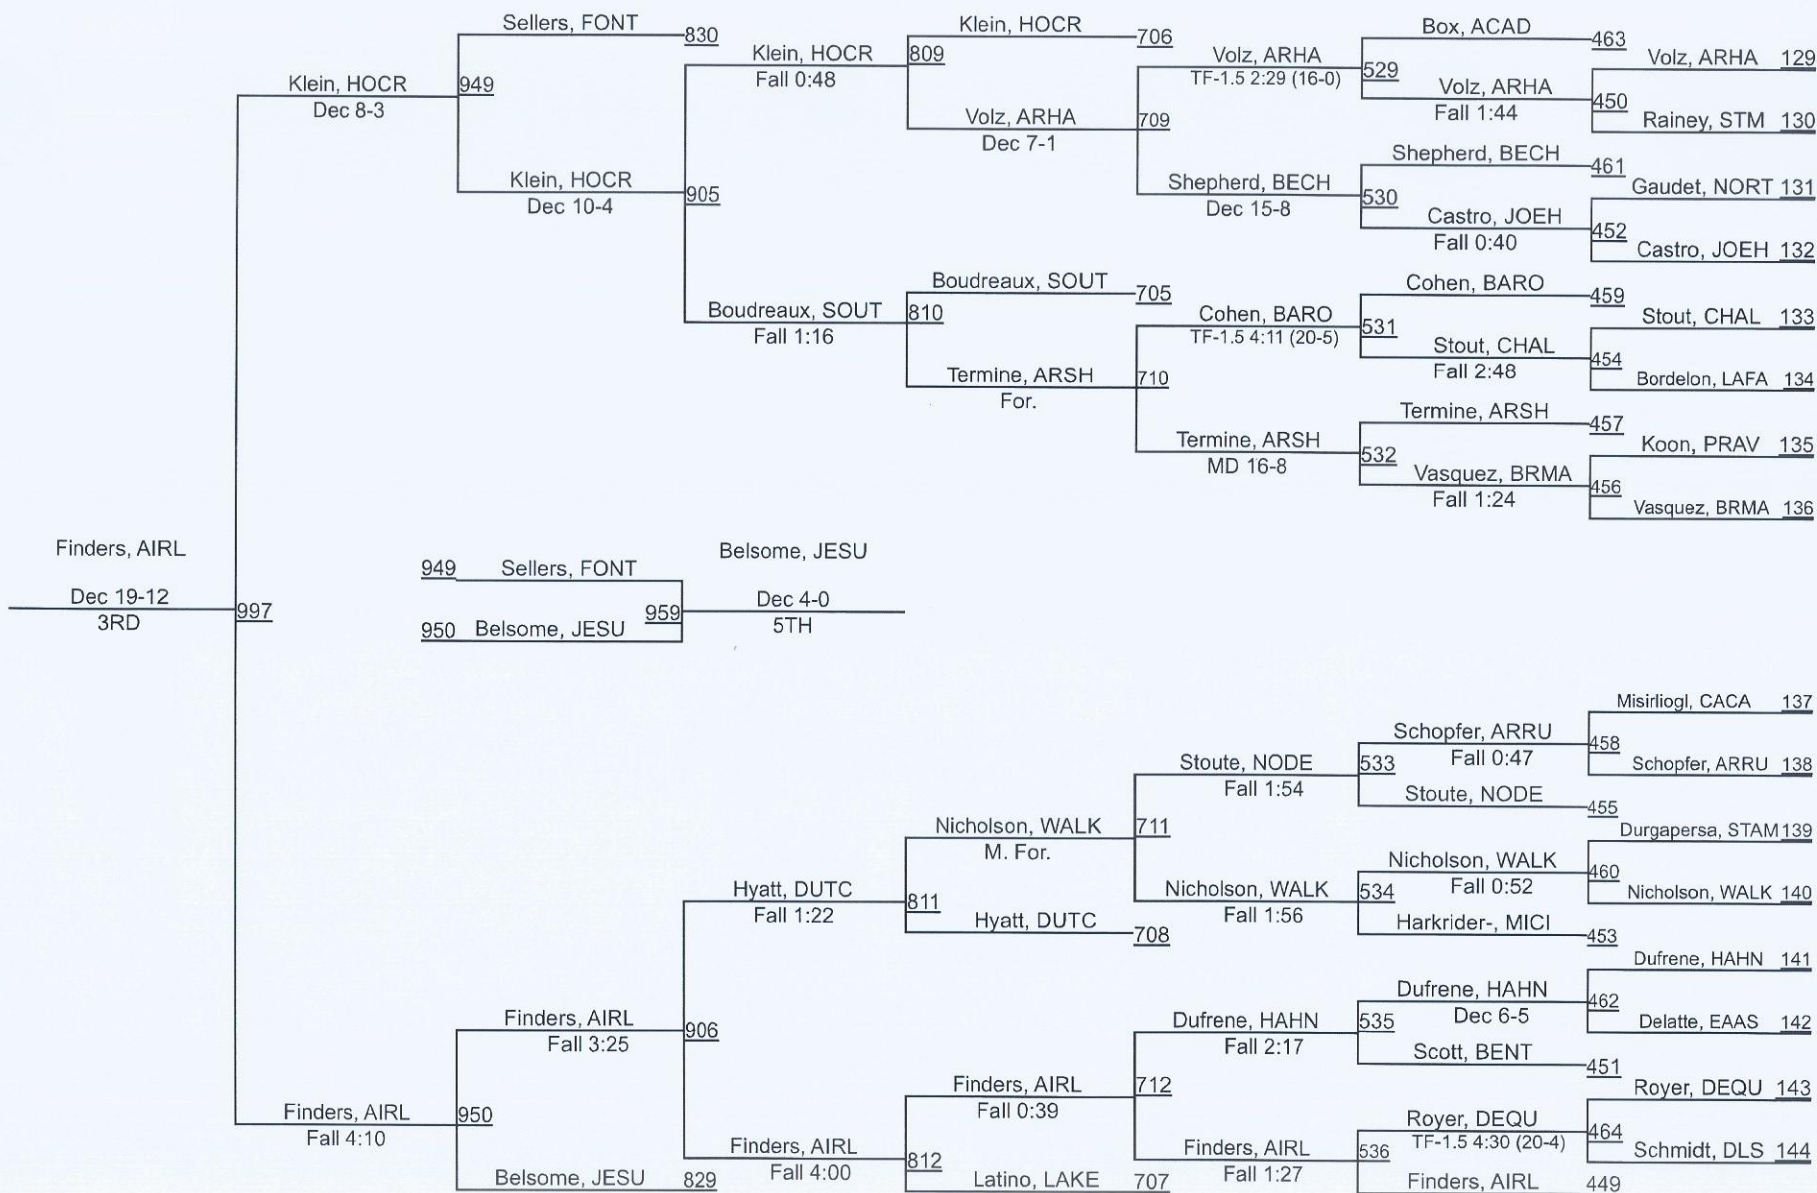 Sellers, FONT
830
Klein, HOCR
Dec 8-3
949
Klein, HOCR
Dec 10-4
905
Klein, HOCR
Fall 0:48
809
Klein, HOCR
706
Volz, ARHA
Dec 7-1
709
Volz, ARHA
TF-1.5 2:29 (16-0)
529
Box, ACAD
463
Volz, ARHA
Fall 1:44
450
Volz, ARHA 129
Rainey, STM 130
Shepherd, BECH
Dec 15-8
530
Shepherd, BECH
461
Castro, JOEH
Fall 0:40
452
Gaudet, NORT 131
Castro, JOEH 132
Boudreaux, SOUT
Fall 1:16
810
Boudreaux, SOUT
705
Termine, ARSH
For.
710
Cohen, BARO
TF-1.5 4:11 (20-5)
531
Cohen, BARO
459
Stout, CHAL
Fall 2:48
454
Stout, CHAL 133
Bordelon, LAFA 134
Termine, ARSH
MD 16-8
532
Termine, ARSH
457
Vasquez, BRMA
Fall 1:24
456
Koon, PRAV 135
Vasquez, BRMA 136
Finders, AIRL
Dec 19-12
3RD
997
949 Sellers, FONT
950 Belsome, JESU
959
Belsome, JESU
Dec 4-0
5TH
Misirliogl, CACA 137
Schopfer, ARRU 138
Schopfer, ARRU
Fall 0:47
458
Stoute, NODE
Fall 1:54
533
Stoute, NODE
455
Durgapersa, STAM 139
Nicholson, WALK 140
Nicholson, WALK
M. For.
711
Nicholson, WALK
Fall 0:52
460
Nicholson, WALK
Fall 1:56
534
Harkrider-, MICI
453
Hyatt, DUTC
Fall 1:22
811
Hyatt, DUTC
708
Dufrene, HAHN 141
Delatte, EAAS 142
Dufrene, HAHN
Dec 6-5
462
Dufrene, HAHN
Fall 2:17
535
Scott, BENT
451
Finders, AIRL
Fall 3:25
906
Finders, AIRL
Fall 0:39
712
Royer, DEQU 143
Schmidt, DLS 144
Royer, DEQU
TF-1.5 4:30 (20-4)
464
Finders, AIRL
Fall 4:10
950
Finders, AIRL
Fall 4:00
812
Finders, AIRL
Fall 1:27
536
Belsome, JESU 829
Latino, LAKE 707
Finders, AIRL 449